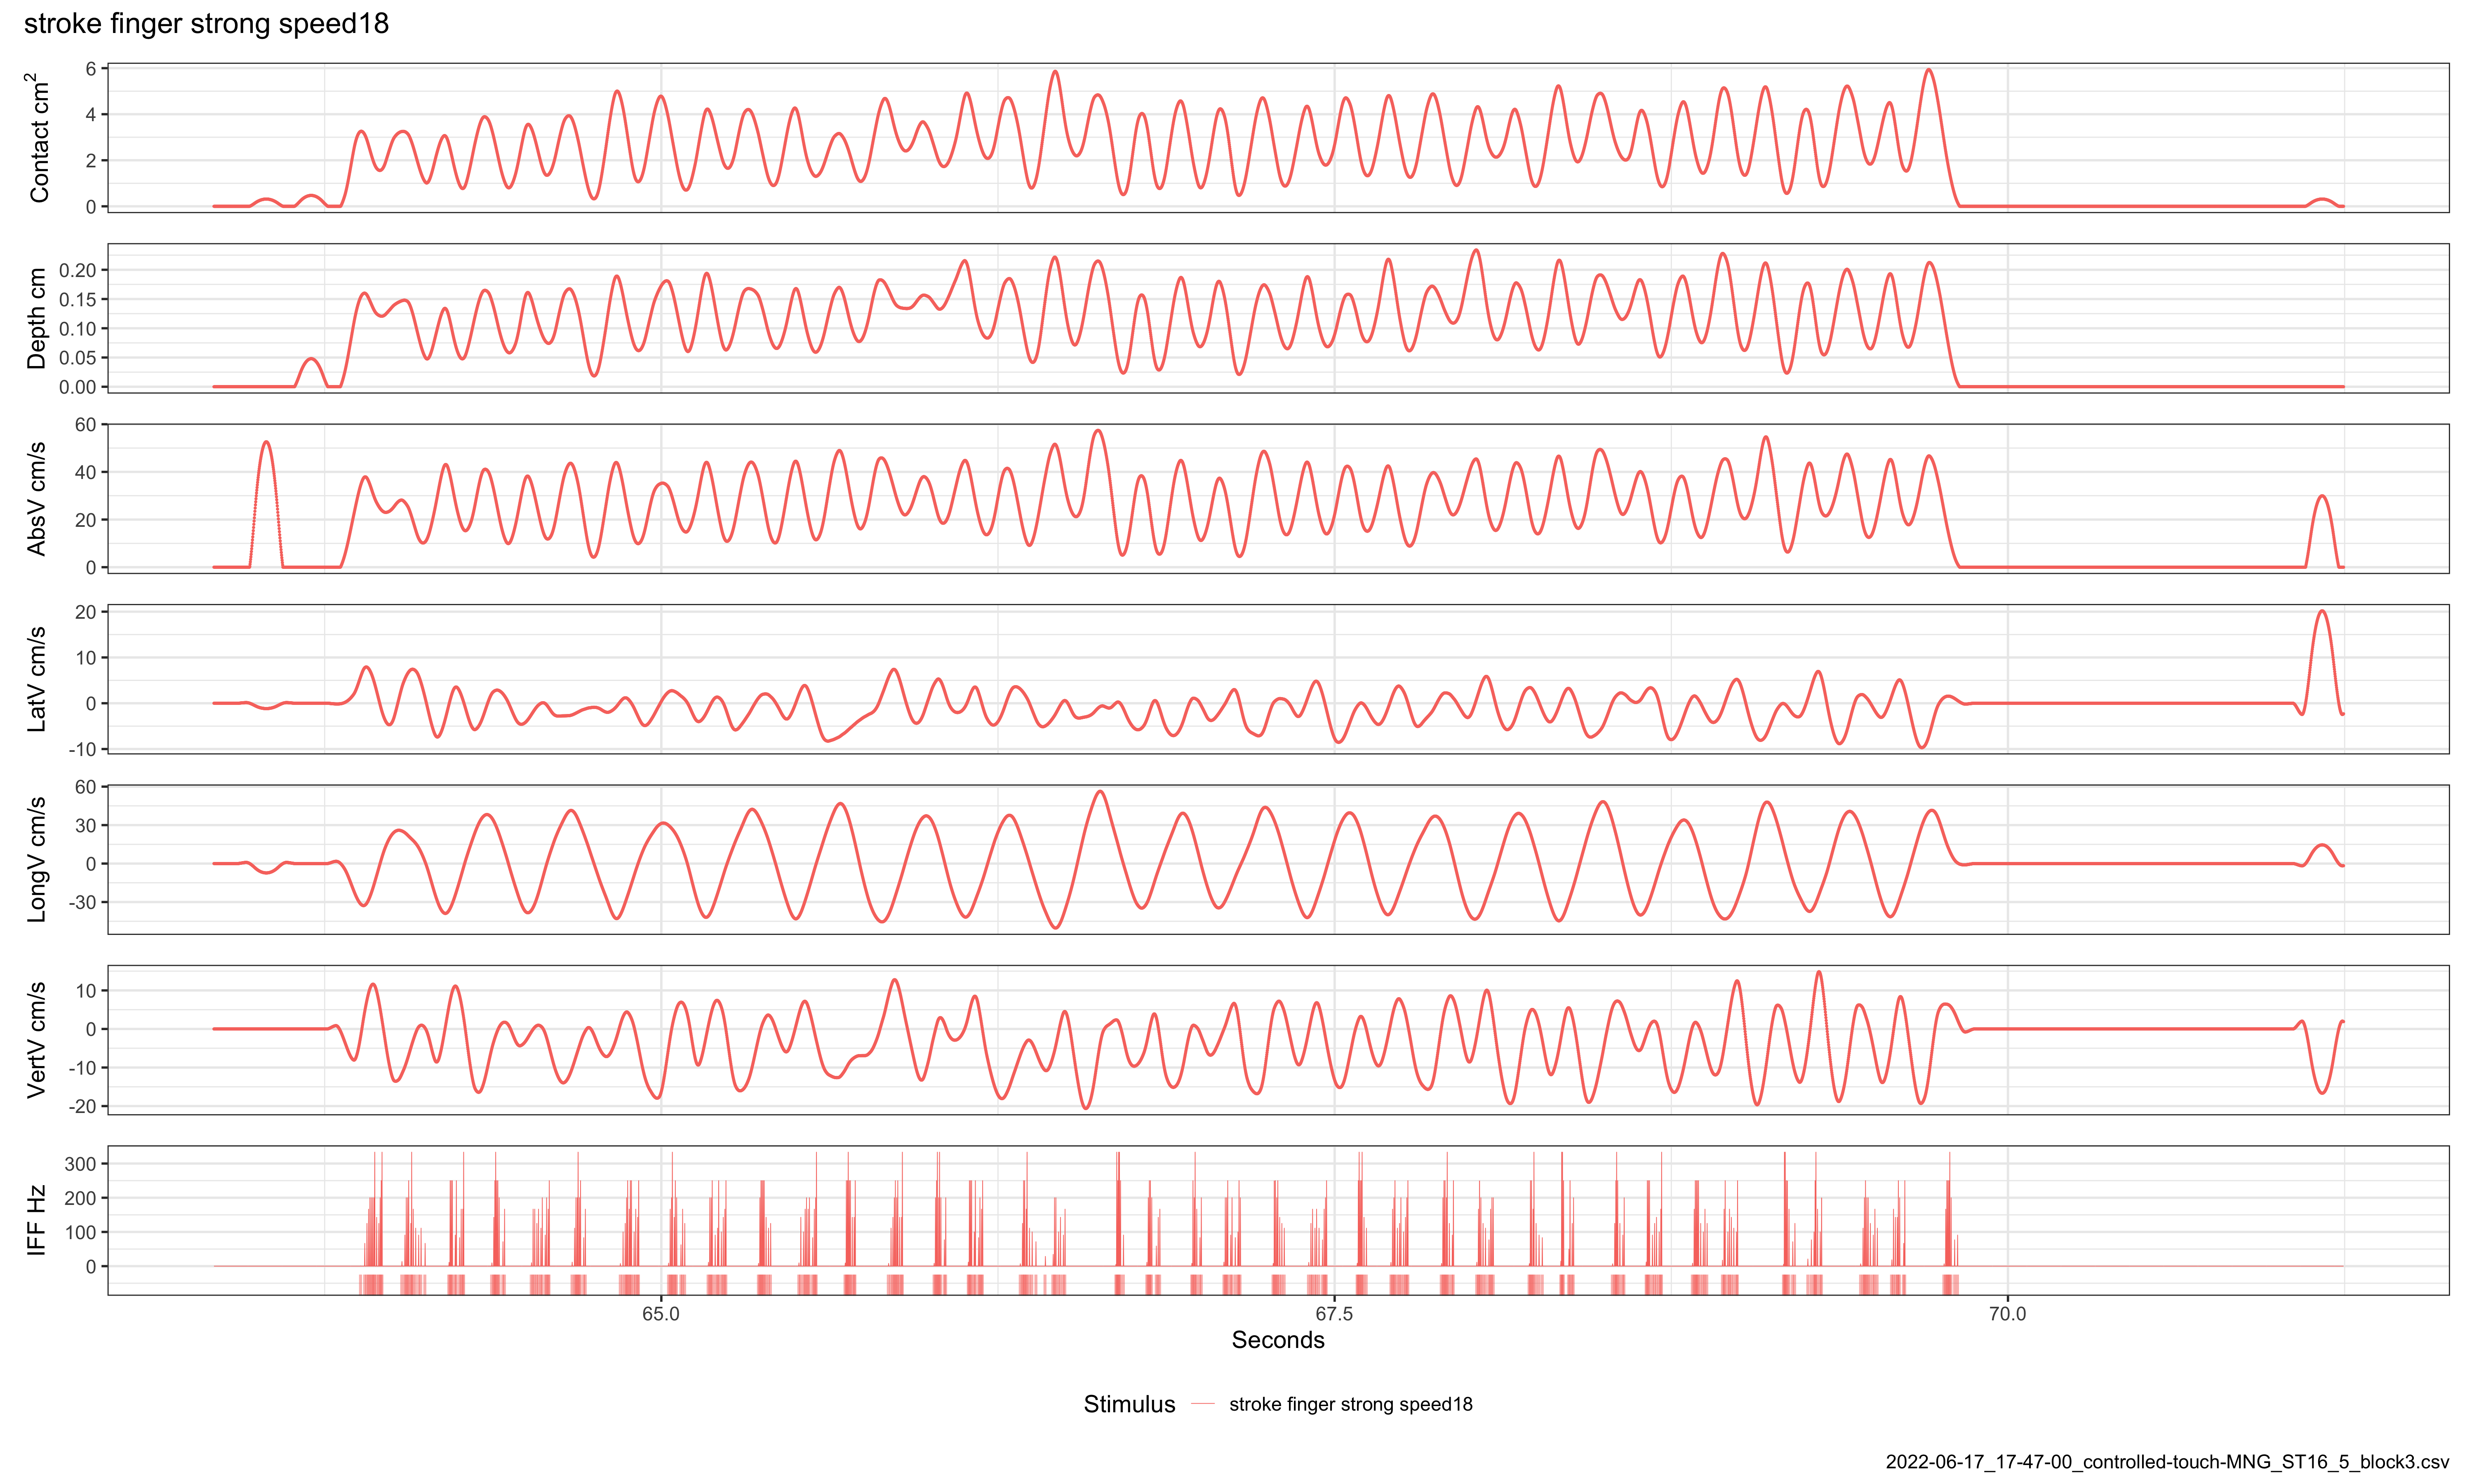 stroke finger strong speed18
Contact cm²
6
4
2
0
Depth cm
0.20
0.15
0.10
0.05
0.00
AbsV cm/s
60
40
20
0
LatV cm/s
20
10
0
-10
LongV cm/s
60
30
0
-30
VertV cm/s
10
0
-10
-20
IFF Hz
300
200
100
0
65.0 67.5 70.0
Seconds
Stimulus stroke finger strong speed18
2022-06-17_17-47-00_controlled-touch-MNG_ST16_5_block3.csv